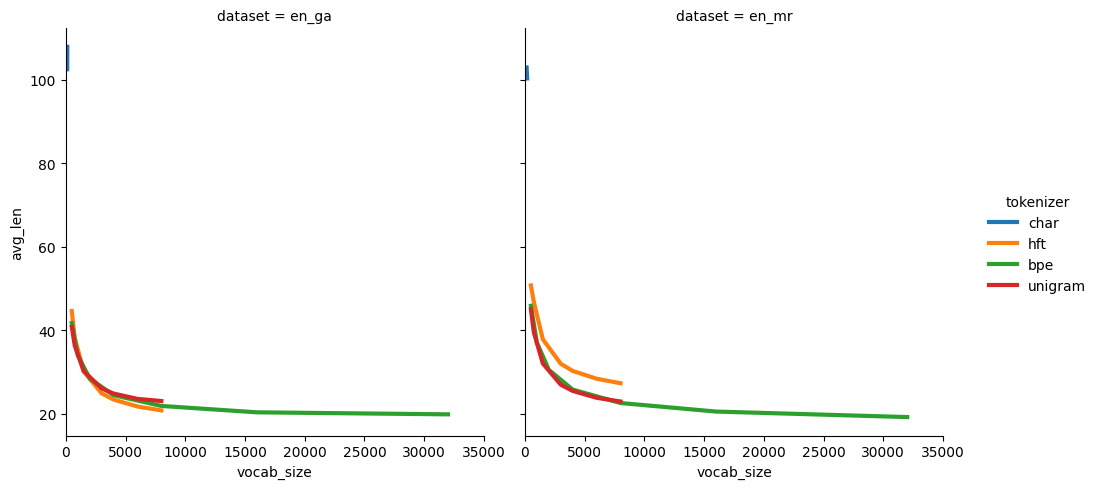 dataset = en_ga
dataset = en_mr
avg_len
100
80
60
40
20
0 5000 10000 15000 20000 25000 30000 35000
0 5000 10000 15000 20000 25000 30000 35000
vocab_size
vocab_size
tokenizer
char
hft
bpe
unigram